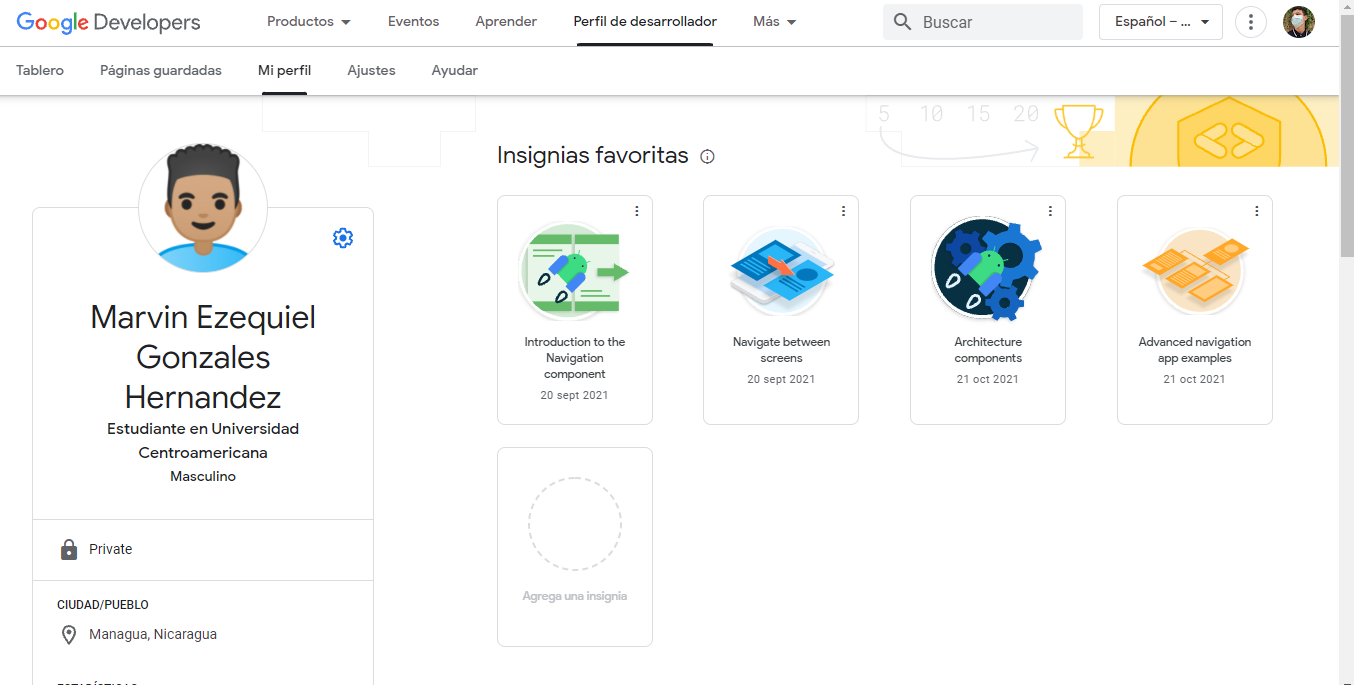 Google Developers
Productos
Eventos
Aprender
Perfil de desarrollador
Más
Buscar
Español – ...
Tablero
Páginas guardadas
Mi perfil
Ajustes
Ayudar
5 10 15 20
Marvin Ezequiel
Gonzales
Hernandez
Estudiante en Universidad
Centroamericana
Masculino
Private
CIUDAD/PUEBLO
Managua, Nicaragua
Insignias favoritas
Introduction to the
Navigation
component
20 sept 2021
Navigate between
screens
20 sept 2021
Architecture
components
21 oct 2021
Advanced navigation
app examples
21 oct 2021
Agrega una insignia